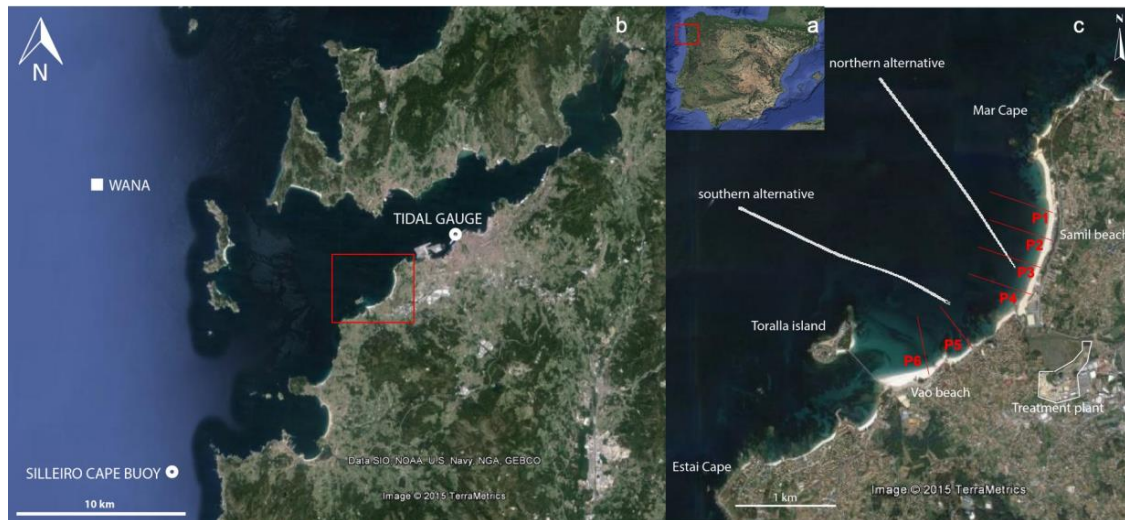 b
N
WANA
TIDAL GAUGE
SILLEIRO CAPE BUOY
10 km
Data SIO, NOAA, U.S. Navy, NGA, GEBCO
Image © 2015 TerraMetrics
a
c
N
northern alternative
Mar Cape
southern alternative
P1
Samil beach
P2
P3
P4
Toralla island
P5
P6
Vao beach
Treatment plant
Estai Cape
1 km
Image © 2015 TerraMetrics